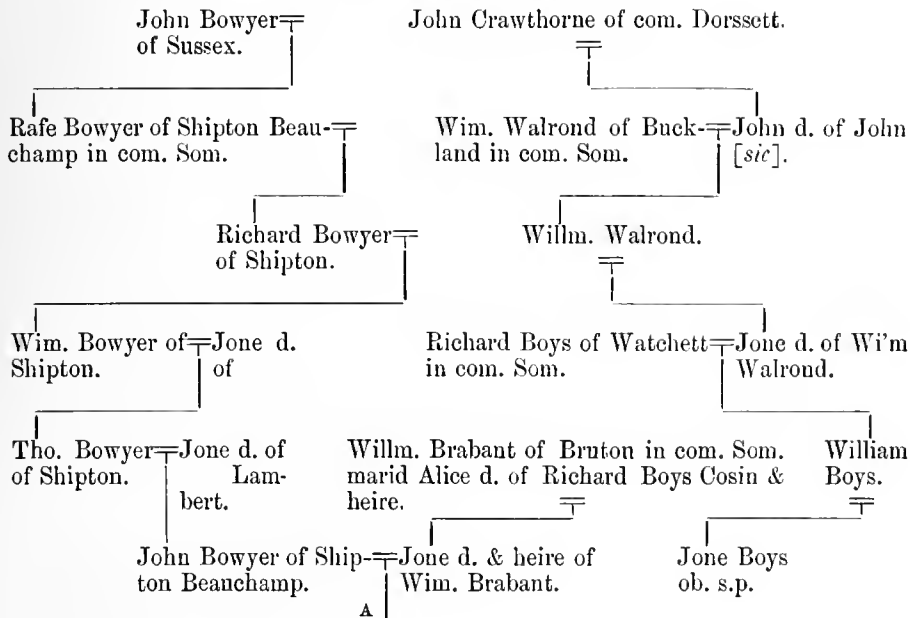 John Bowyer
of Sussex.
John Crawthorne of com. Dorssett.
Rafe Bowyer of Shipton Beau-
champ in com. Som.
Wim. Walrond of Buck-
land in com. Som.
John d. of John
[sic].
Richard Bowyer
of Shipton.
Willm. Walrond.
Wim. Bowyer of
Shipton.
Jone d.
of
Richard Boys of Watchett
in com. Som.
Jone d. of Wi'm
Walrond.
Tho. Bowyer
of Shipton.
Jone d. of
Lam-
bert.
Willm. Brabant of Bruton in com. Som.
marid Alice d. of Richard Boys Cosin &
heire.
William
Boys.
John Bowyer of Ship-
ton Beauchamp.
Jone d. & heire of
Wim. Brabant.
Jone Boys
ob. s.p.
A